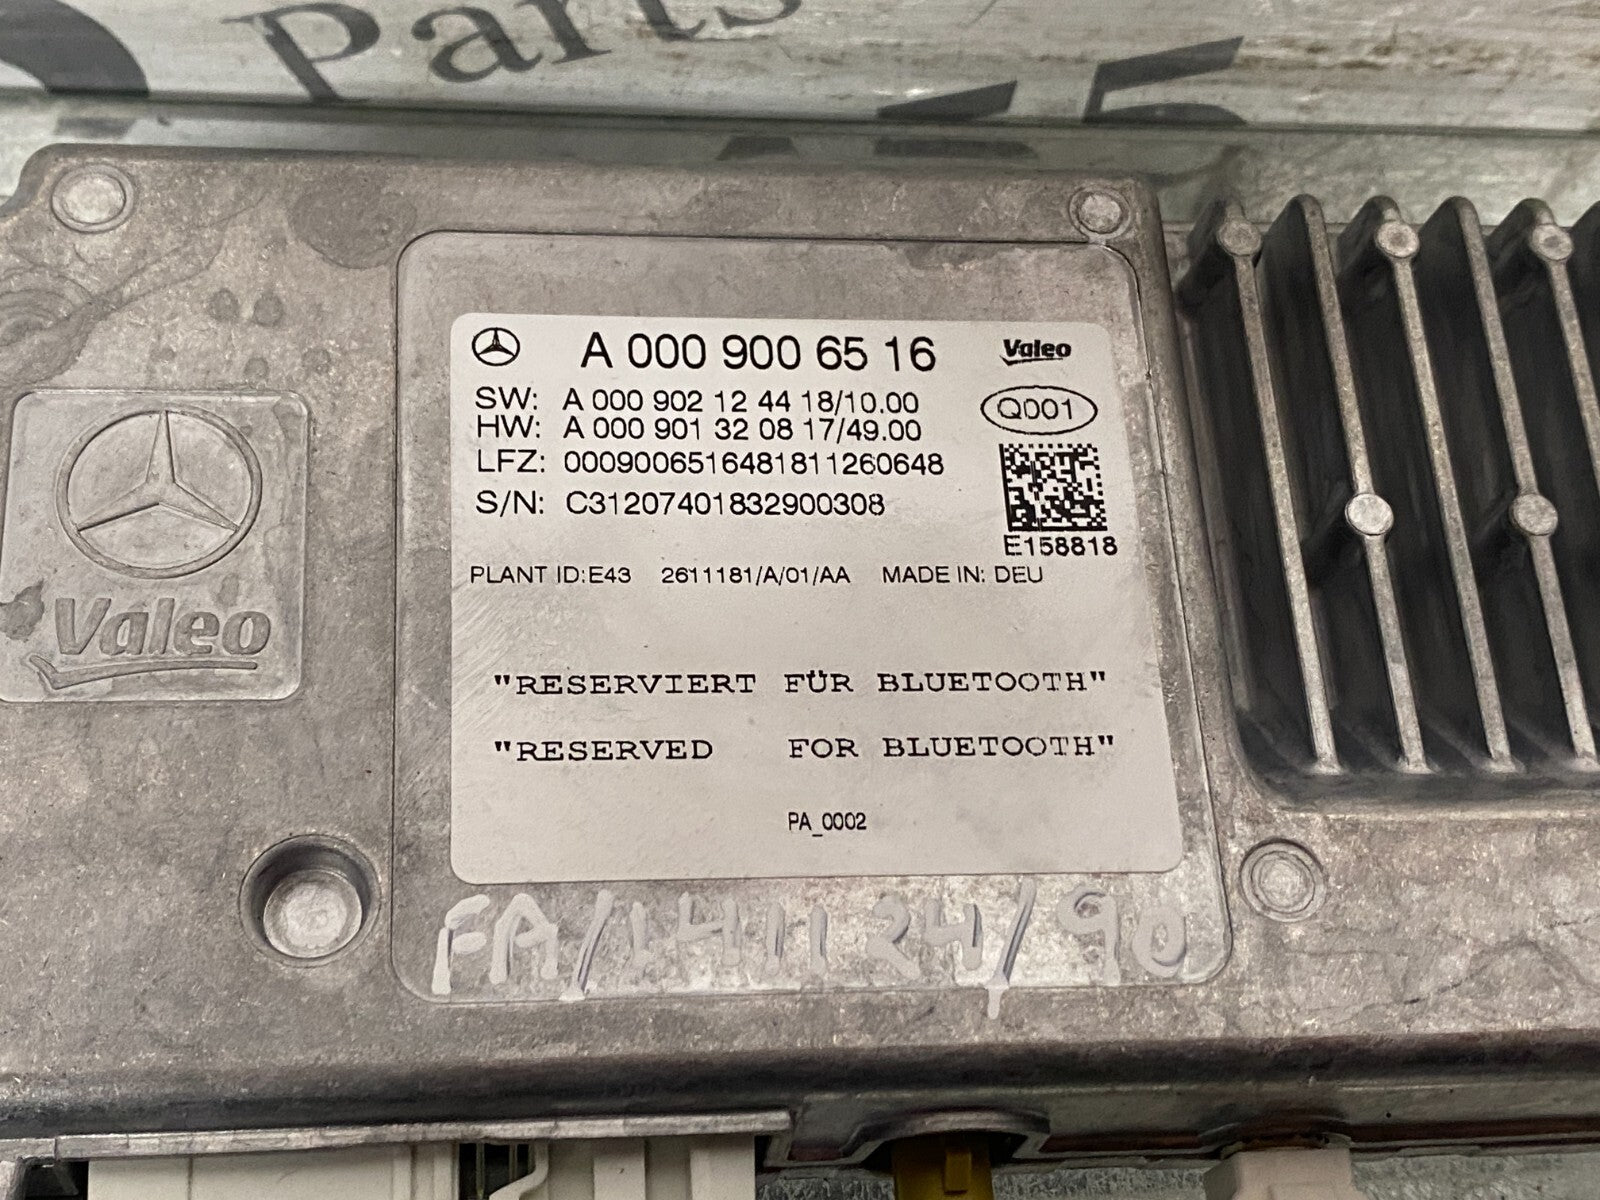 Parts
A 000 900 65 16
Valeo
SW: A 000 902 12 44 18/10.00
Q001
HW: A 000 901 32 08 17/49.00
LFZ: 0009006516481811260648
S/N: C31207401832900308
E158818
PLANT ID:E43 2611181/A/01/AA MADE IN: DEU
Valeo
"RESERVIERT FÜR BLUETOOTH"
"RESERVED FOR BLUETOOTH"
PA_0002
FA/141124/90